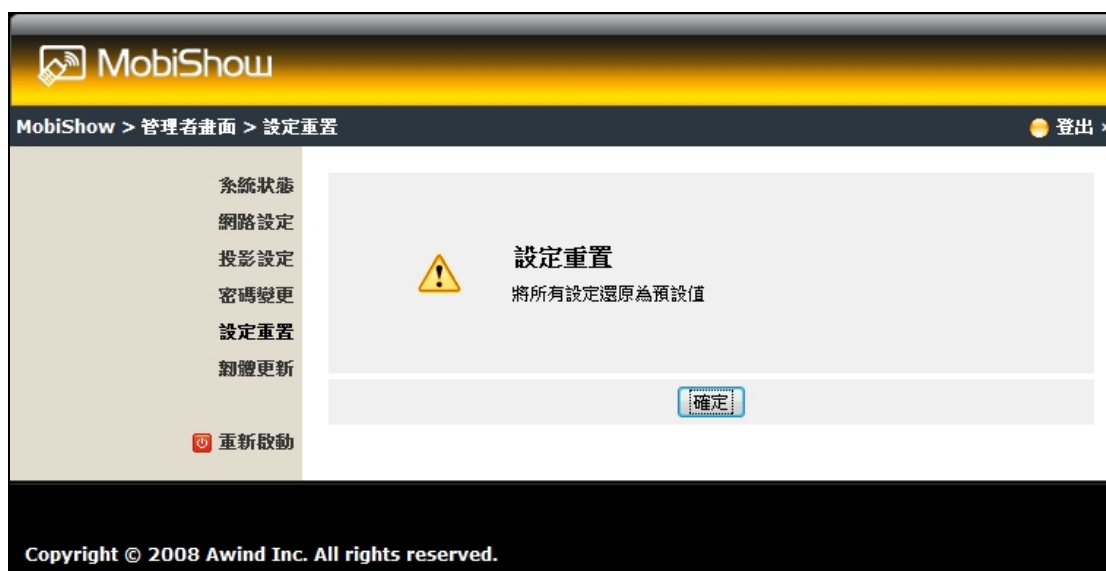 MobiShow
MobiShow > 管理者畫面 > 設定重置
登出 »
系統狀態
網路設定
投影設定
密碼變更
設定重置
韌體更新
重新啟動
設定重置
將所有設定還原為預設值
確定
Copyright © 2008 Awind Inc. All rights reserved.